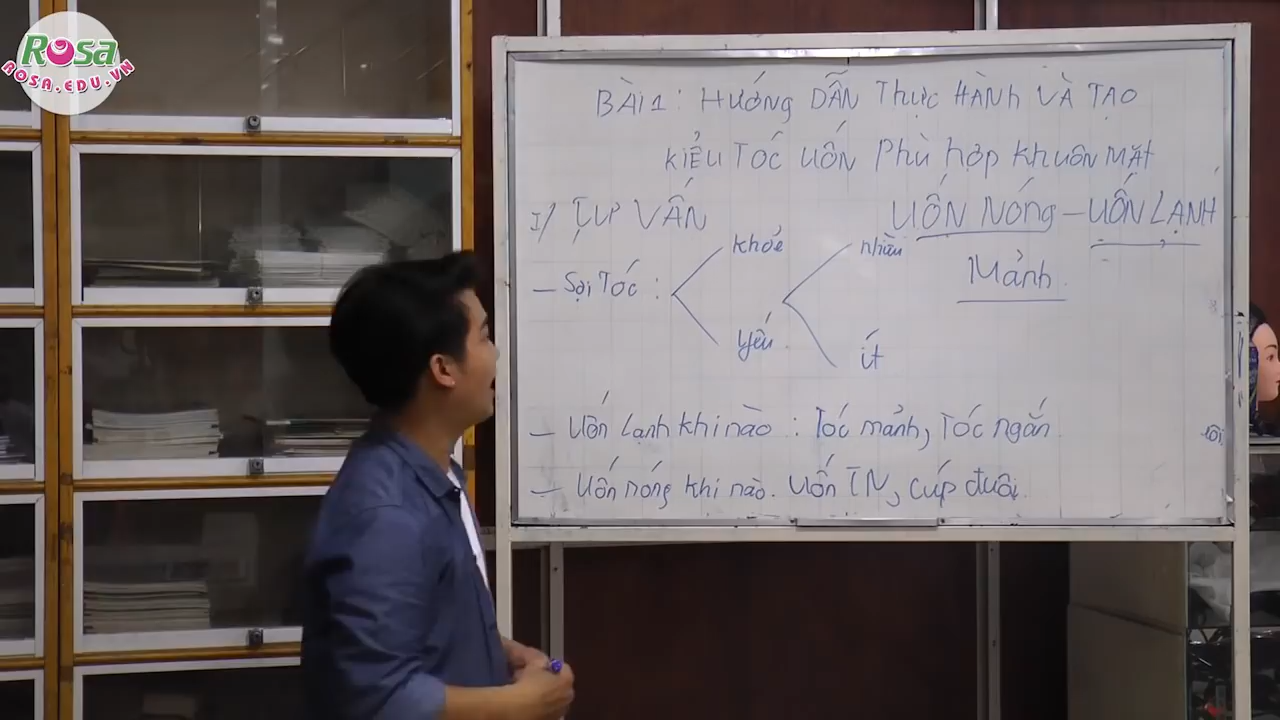 Rosa
ROSA.EDU.VN
BÀI 1 : HƯỚNG DẪN THỰC HÀNH VÀ TẠO
KIỂU TÓC UỐN PHÙ HỢP KHUÔN MẶT
I/ TƯ VẤN
UỐN NÓNG – UỐN LẠNH
khỏe
nhiều
Mảnh.
– Sợi Tóc :
yếu.
ít
– Uốn lạnh khi nào : Tóc mảnh, Tóc ngắn.
– Uốn nóng khi nào. Uốn TN, cúp đuôi.